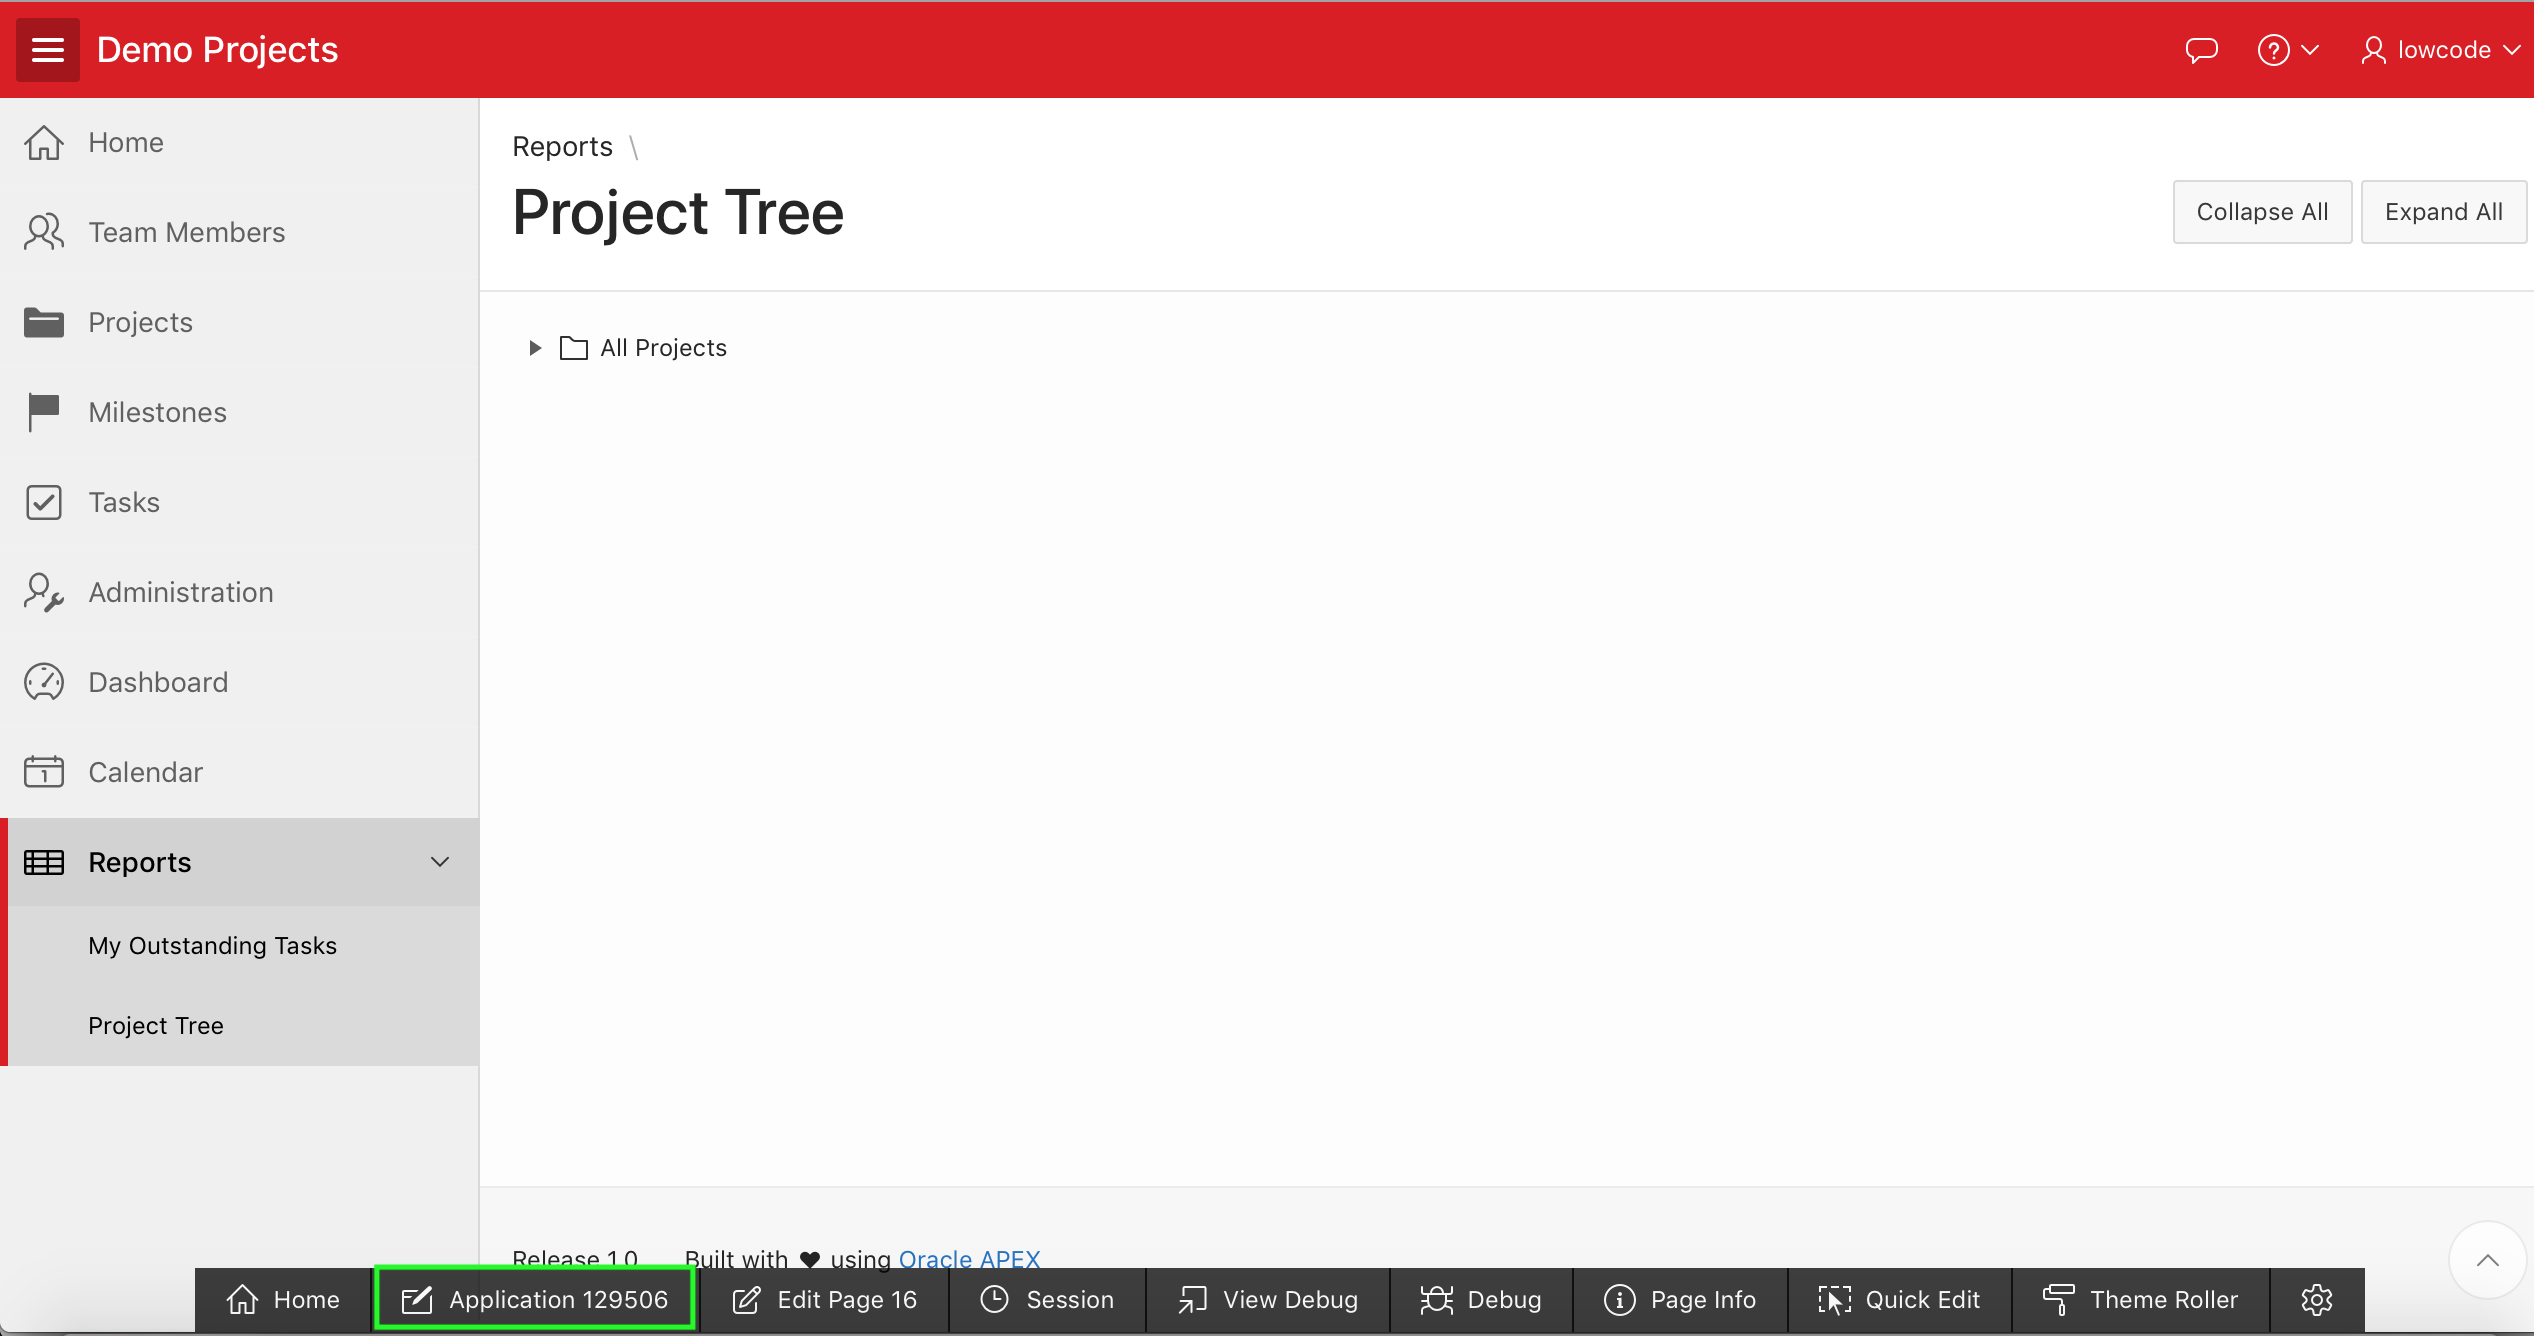 Demo Projects
lowcode
Home
Team Members
Projects
Milestones
Tasks
Administration
Dashboard
1
Calendar
Reports
My Outstanding Tasks
Project Tree
Reports \
Project Tree
Collapse All
Expand All
All Projects
Release 1.0 Built with ♥ using Oracle APEX
Home
Application 129506
Edit Page 16
Session
View Debug
Debug
Page Info
Quick Edit
Theme Roller